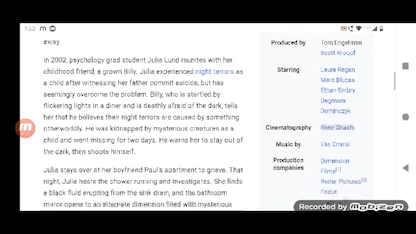 7:52
away.
In 2002, psychology grad student Julia Lund reunites with her
childhood friend, a grown Billy. Julia experienced night terrors as
a child after witnessing her father commit suicide, but has
seemingly overcome the problem. Billy, who is startled by
flickering lights in a diner and is deathly afraid of the dark, tells
her that he believes their night terrors are caused by something
otherworldly. He was kidnapped by mysterious creatures as a
child and went missing for two days. He warns her to stay out of
the dark, then shoots himself.
Julia stays over at her boyfriend Paul's apartment to grieve. That
night, Julia hears the shower running and investigates. She finds
a black fluid erupting from the sink drain, and the bathroom
mirror opens to an alternate dimension filled with mysterious
Produced by
Tom Engelman
Scott Kroopf
Starring
Laura Regan
Marc Blucas
Ethan Embry
Dagmara
Dominczyk
Cinematography
Rene Ohashi
Music by
Elia Cmiral
Production
companies
Dimension
Films
Radar Pictures
Focus
Recorded by
mobizen